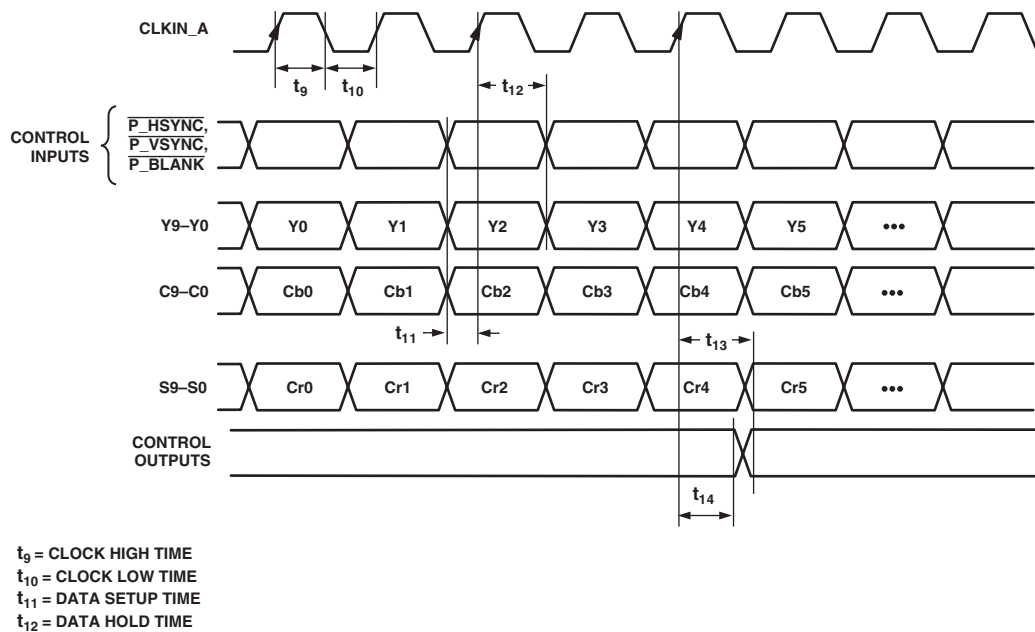 CLKIN_A
t9 t10 t12
CONTROL INPUTS
P_HSYNC,
P_VSYNC,
P_BLANK
Y9–Y0 Y0 Y1 Y2 Y3 Y4 Y5 •••
C9–C0 Cb0 Cb1 Cb2 Cb3 Cb4 Cb5 •••
t11 t13
S9–S0 Cr0 Cr1 Cr2 Cr3 Cr4 Cr5 •••
CONTROL
OUTPUTS
t14
t9 = CLOCK HIGH TIME
t10 = CLOCK LOW TIME
t11 = DATA SETUP TIME
t12 = DATA HOLD TIME